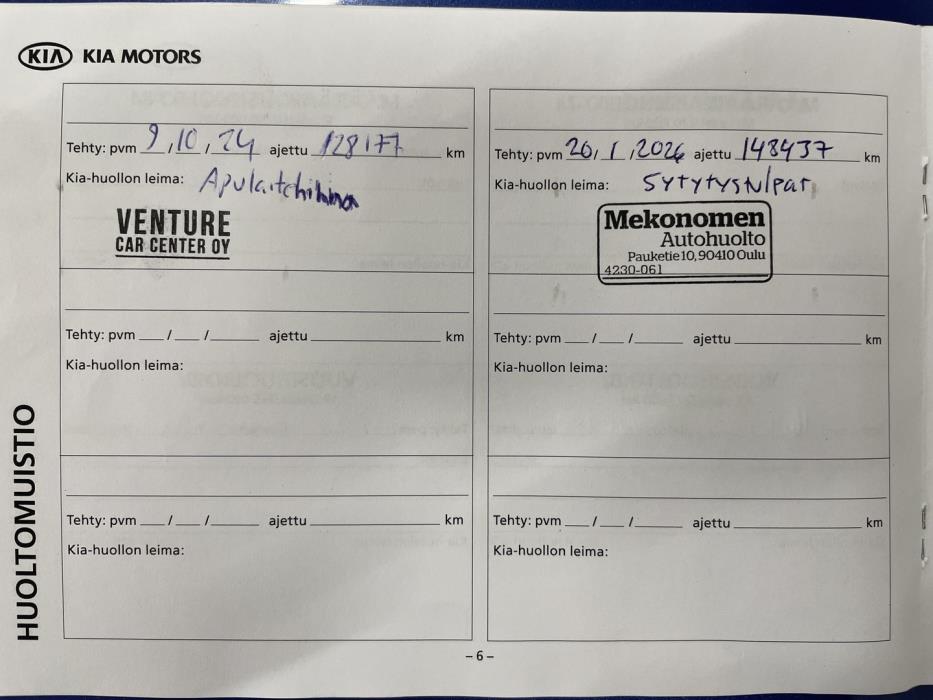 KIA KIA MOTORS
Tehty: pvm 9/10/24 ajettu 128177 km
Kia-huollon leima: Apulaitehihna
VENTURE
CAR CENTER OY
Tehty: pvm / / ajettu km
Kia-huollon leima:
Tehty: pvm / / ajettu km
Kia-huollon leima:
Tehty: pvm 20/1/2026 ajettu 148437 km
Kia-huollon leima: Sytytystulpat
Mekonomen
Autohuolto
Pauketie 10, 90410 Oulu
4230-061
Tehty: pvm / / ajettu km
Kia-huollon leima:
Tehty: pvm / / ajettu km
Kia-huollon leima:
HUOLTOMUISTIO
– 6 –